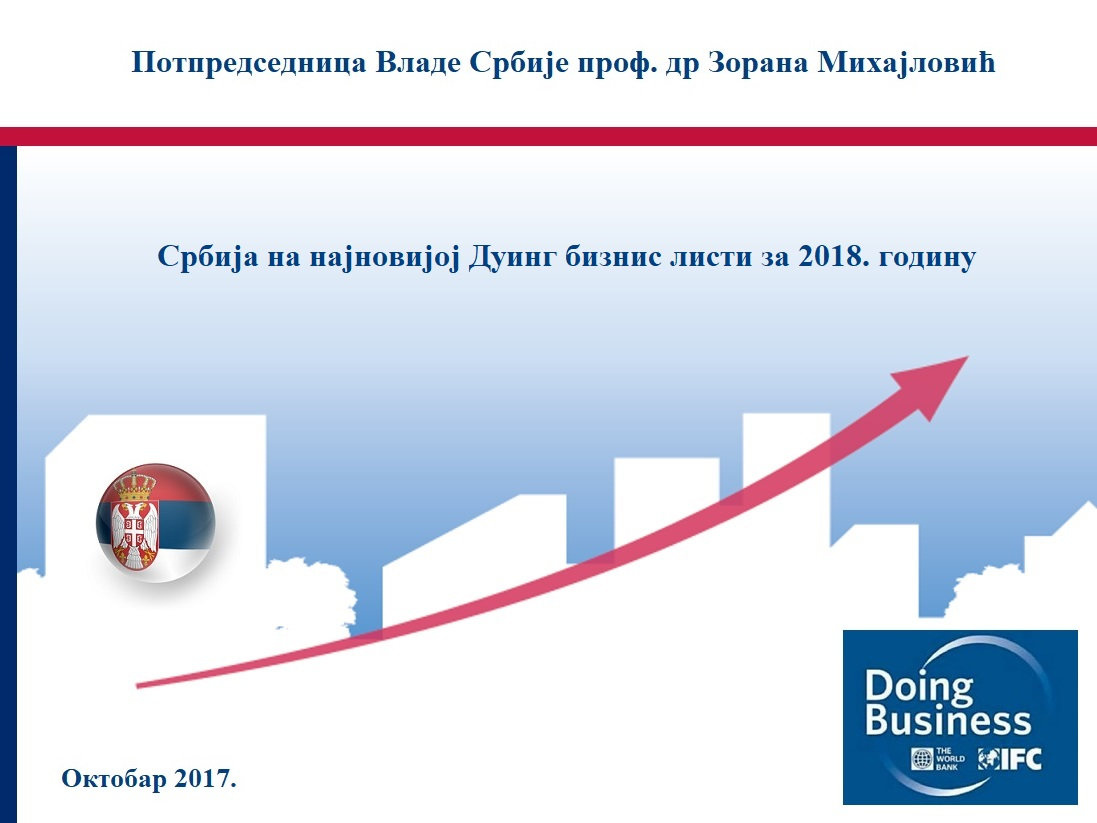 Потпредседница Владе Србије проф. др Зорана Михајловић
Србија на најновијој Дуинг бизнис листи за 2018. годину
Doing
Business
THE
WORLD
BANK
IFC
Октобар 2017.